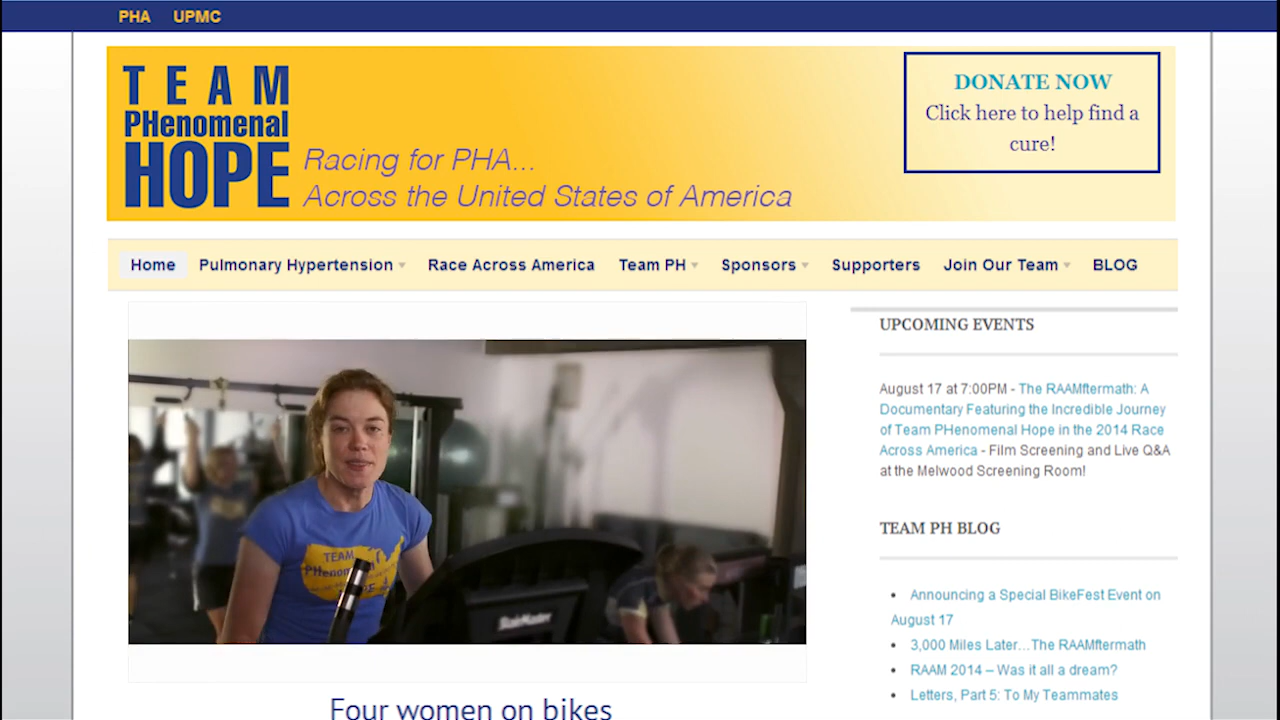 PHA UPMC
TEAM
PHenomenal
HOPE
Racing for PHA...
Across the United States of America
DONATE NOW
Click here to help find a
cure!
Home Pulmonary Hypertension Race Across America Team PH Sponsors Supporters Join Our Team BLOG
TEAM
PHenomenal
HOPE
StairMaster
UPCOMING EVENTS
August 17 at 7:00PM - The RAAMftermath: A
Documentary Featuring the Incredible Journey
of Team PHenomenal Hope in the 2014 Race
Across America - Film Screening and Live Q&A
at the Melwood Screening Room!
TEAM PH BLOG
• Announcing a Special BikeFest Event on
August 17
• 3,000 Miles Later...The RAAMftermath
• RAAM 2014 – Was it all a dream?
• Letters, Part 5: To My Teammates
Four women on bikes